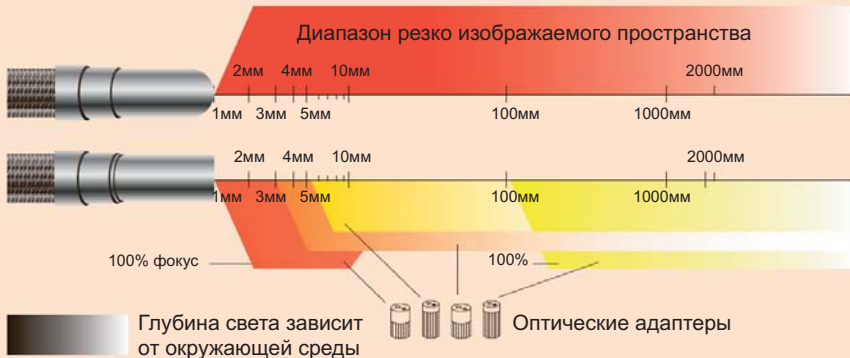 Диапазон резко изображаемого пространства
2мм 4мм 10мм 2000мм
1мм 3мм 5мм 100мм 1000мм
2мм 4мм 10мм 2000мм
1мм 3мм 5мм 100мм 1000мм
100% фокус 100%
Глубина света зависит
от окружающей среды
Оптические адаптеры